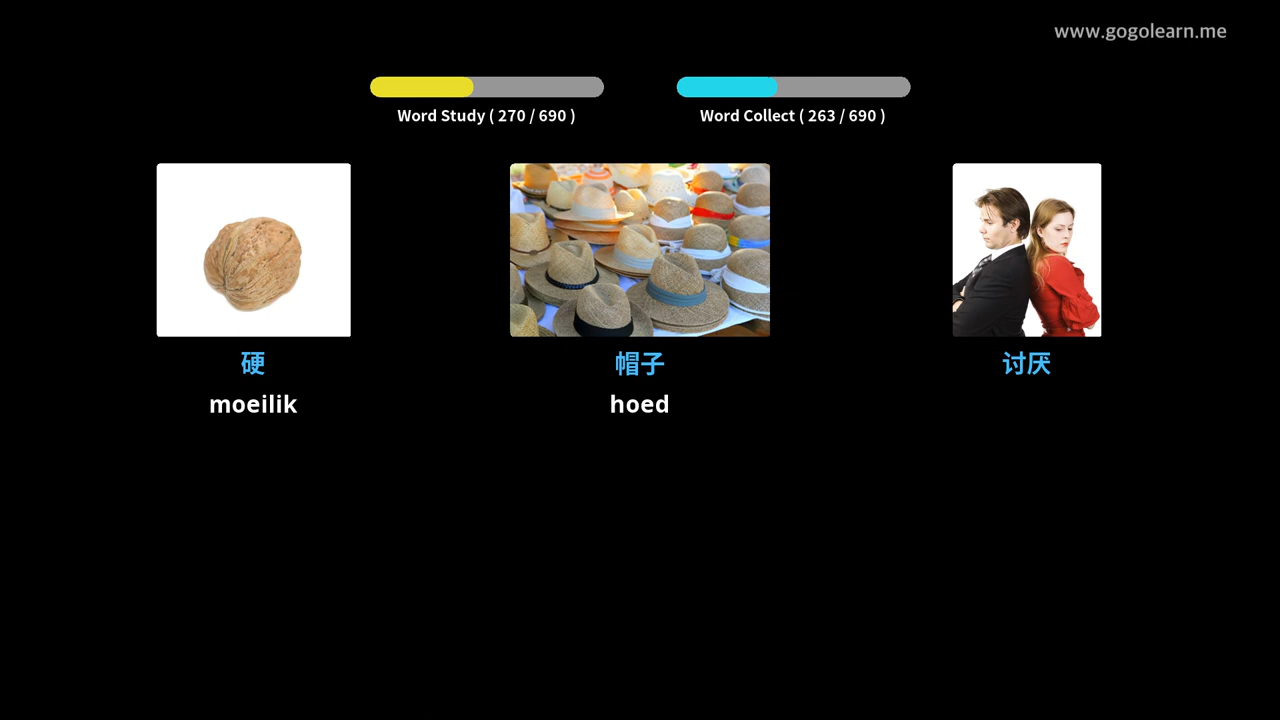 www.gogolearn.me
Word Study ( 270 / 690 )
Word Collect ( 263 / 690 )
硬
帽子
讨厌
moeilik
hoed